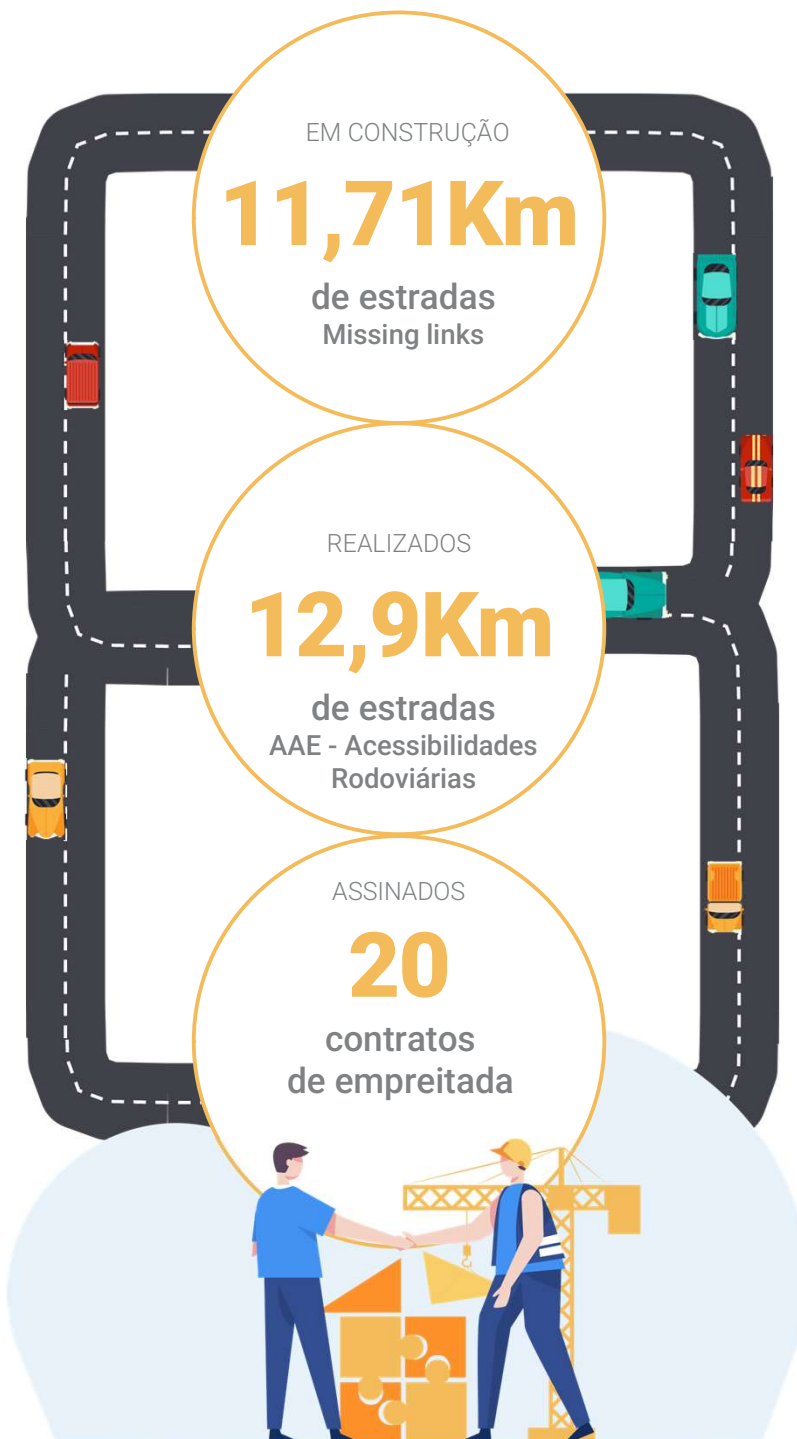 EM CONSTRUÇÃO
11,71Km
de estradas
Missing links
REALIZADOS
12,9Km
de estradas
AAE - Acessibilidades
Rodoviárias
ASSINADOS
20
contratos
de empreitada